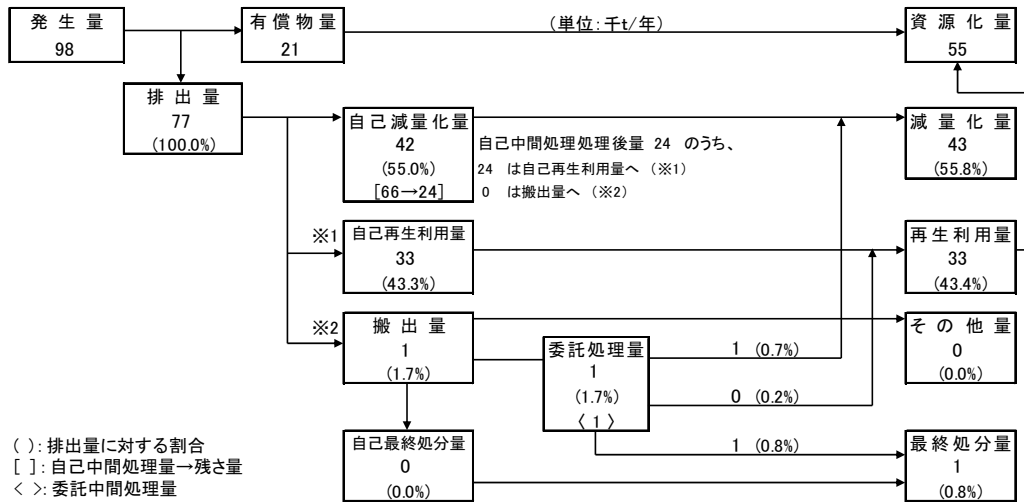 発生量
98
有償物量
21
(単位:千t/年)
資源化量
55
排出量
77
(100.0%)
自己減量化量
42
(55.0%)
[66→24]
自己中間処理処理後量 24 のうち、
24 は自己再生利用量へ (※1)
0 は搬出量へ (※2)
減量化量
43
(55.8%)
※1
自己再生利用量
33
(43.3%)
再生利用量
33
(43.4%)
※2
搬出量
1
(1.7%)
委託処理量
1
(1.7%)
〈 1 〉
1 (0.7%)
0 (0.2%)
1 (0.8%)
その他量
0
(0.0%)
自己最終処分量
0
(0.0%)
最終処分量
1
(0.8%)
( ):排出量に対する割合
[ ]:自己中間処理量→残さ量
< >:委託中間処理量